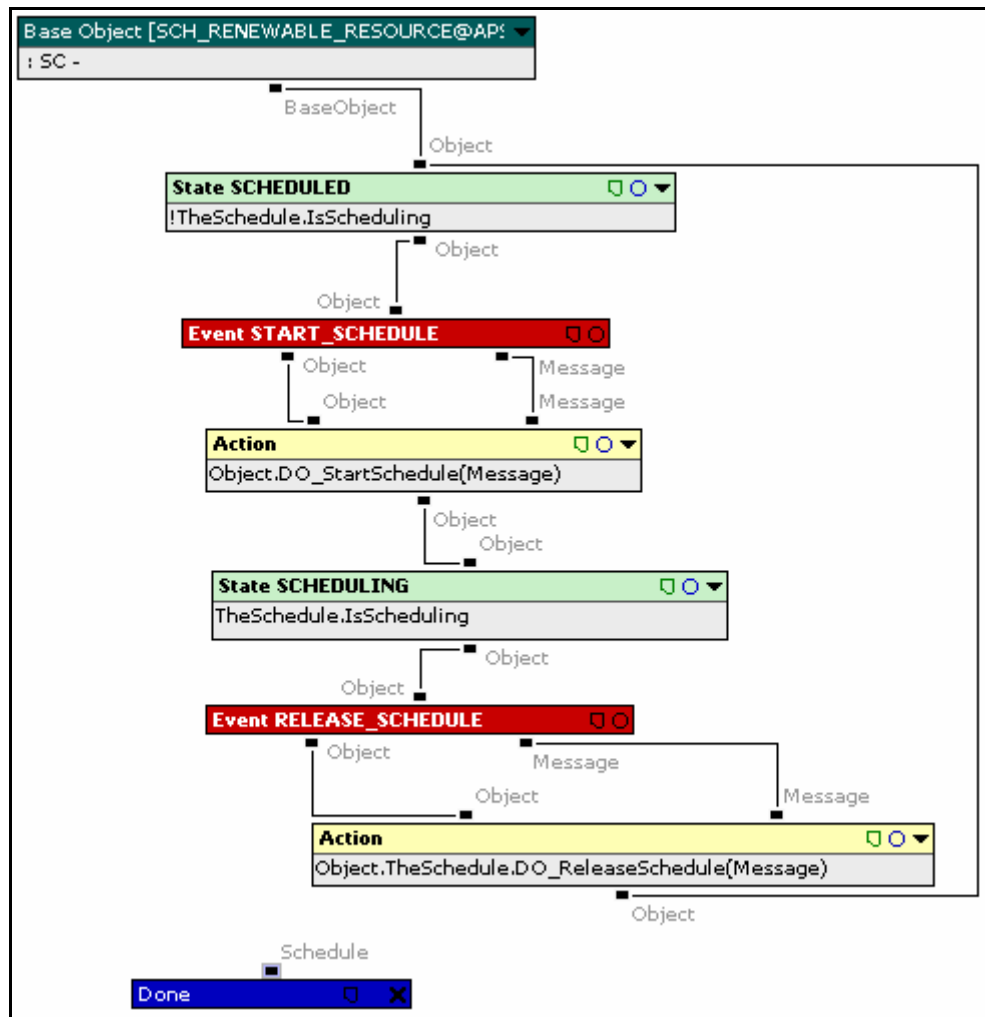 Base Object [SCH_RENEWABLE_RESOURCE@APS
: SC -
BaseObject
Object
State SCHEDULED
!TheSchedule.IsScheduling
Object
Object
Event START_SCHEDULE
Object Message
Object Message
Action
Object.DO_StartSchedule(Message)
Object
Object
State SCHEDULING
TheSchedule.IsScheduling
Object
Object
Event RELEASE_SCHEDULE
Object Message
Object Message
Action
Object.TheSchedule.DO_ReleaseSchedule(Message)
Object
Schedule
Done